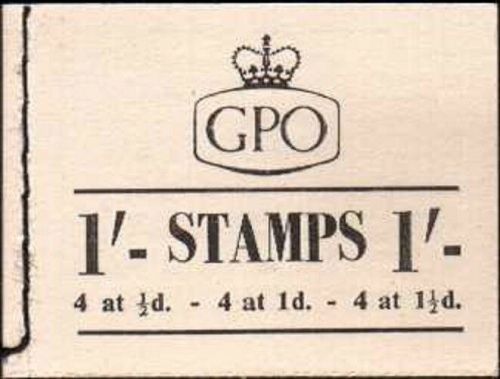 GPO
1/- STAMPS 1/-
4 at ½d. - 4 at 1d. - 4 at 1½d.